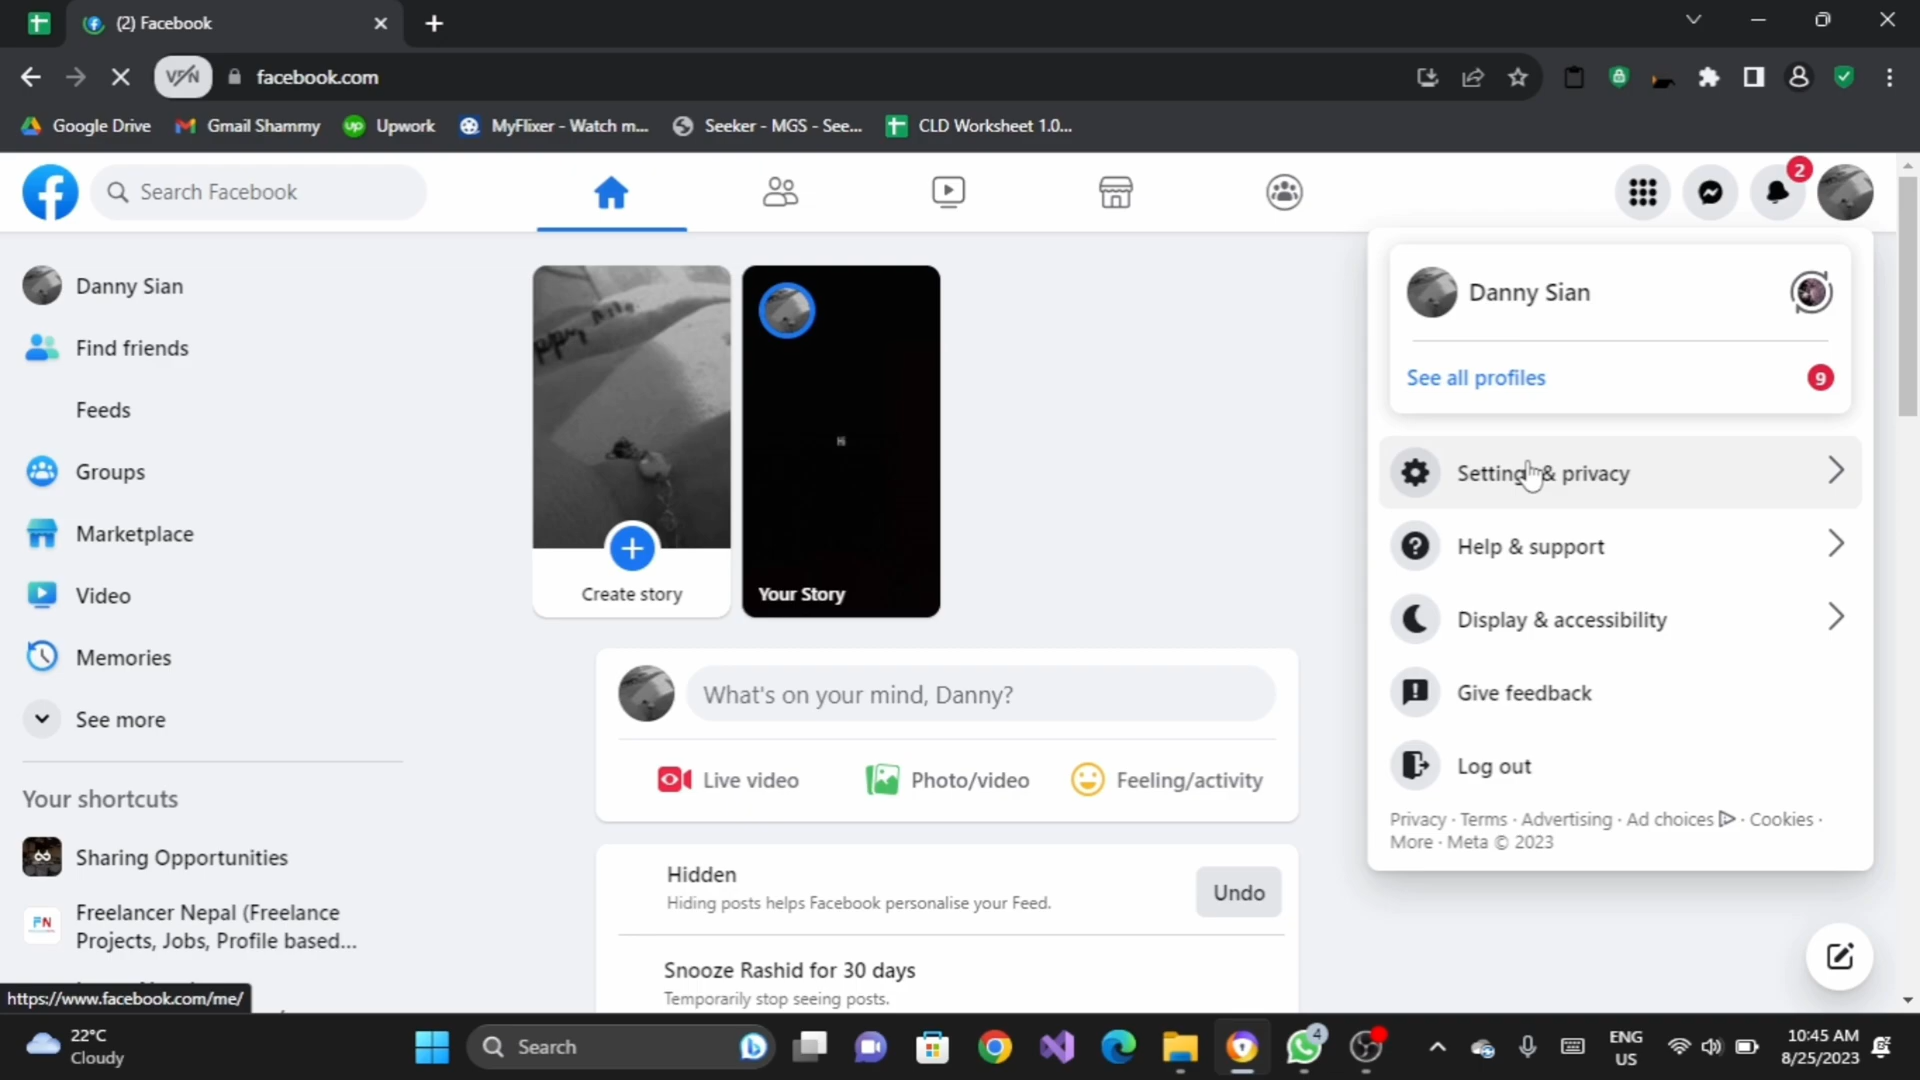 (2) Facebook
VPN
facebook.com
Google Drive
Gmail Shammy
up Upwork
MyFlixer - Watch m...
Seeker - MGS - See...
CLD Worksheet 1.0...
Search Facebook
2
Danny Sian
Find friends
Feeds
Groups
Marketplace
Video
Memories
See more
Your shortcuts
Sharing Opportunities
FN
Freelancer Nepal (Freelance
Projects, Jobs, Profile based...
https://www.facebook.com/me/
Create story
Hi
Your Story
What's on your mind, Danny?
Live video
Photo/video
Feeling/activity
Hidden
Hiding posts helps Facebook personalise your Feed.
Undo
Snooze Rashid for 30 days
Temporarily stop seeing posts.
Danny Sian
See all profiles
9
Settings & privacy
Help & support
Display & accessibility
Give feedback
Log out
Privacy · Terms · Advertising · Ad choices · Cookies ·
More · Meta © 2023
22°C
Cloudy
Search
4
ENG
US
10:45 AM
8/25/2023